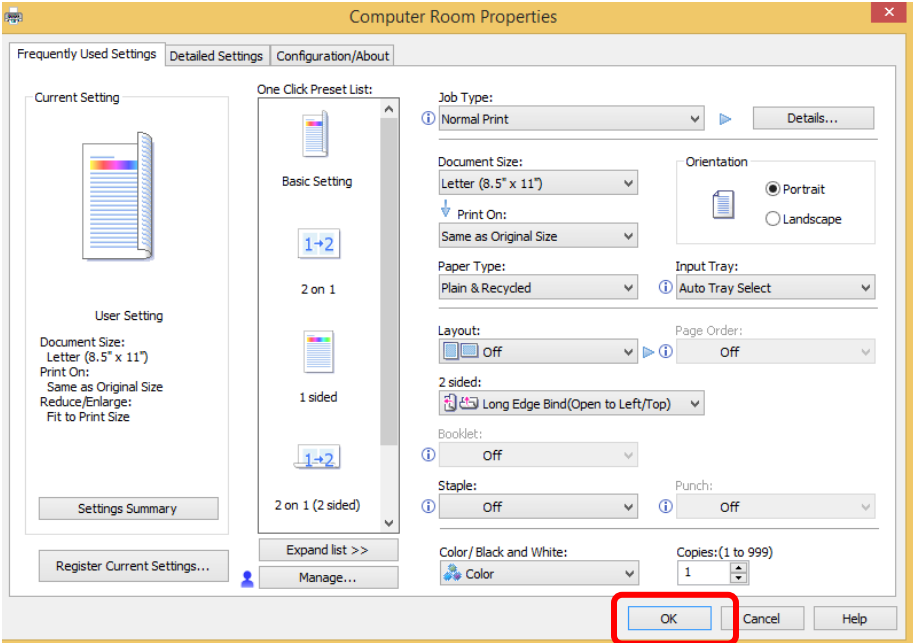 Computer Room Properties
Frequently Used Settings
Detailed Settings
Configuration/About
Current Setting
User Setting
Document Size:
Letter (8.5" x 11")
Print On:
Same as Original Size
Reduce/Enlarge:
Fit to Print Size
Settings Summary
Register Current Settings...
One Click Preset List:
Basic Setting
1→2
2 on 1
1 sided
1→2
2 on 1 (2 sided)
Expand list >>
Manage...
Job Type:
Normal Print
Details...
Document Size:
Letter (8.5" x 11")
Print On:
Same as Original Size
Orientation
Portrait
Landscape
Paper Type:
Plain & Recycled
Input Tray:
Auto Tray Select
Layout:
Off
Page Order:
Off
2 sided:
Long Edge Bind(Open to Left/Top)
Booklet:
Off
Staple:
Off
Punch:
Off
Color/ Black and White:
Color
Copies:(1 to 999)
1
OK
Cancel
Help